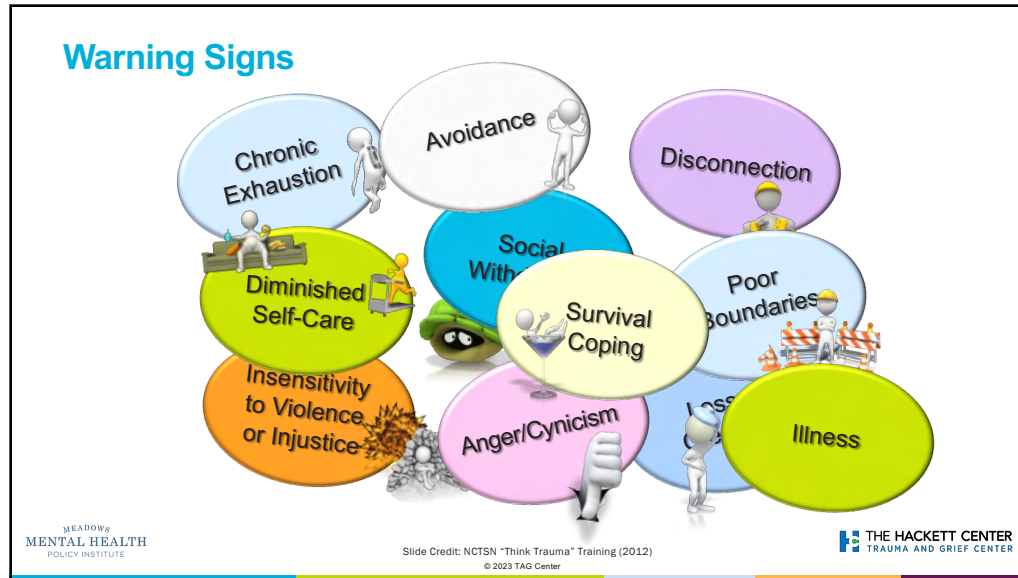 Warning Signs
Chronic
Exhaustion
Avoidance
Disconnection
Diminished
Self-Care
Social
Survival
Coping
Poor
Boundaries
Insensitivity
to Violence
or Injustice
Anger/Cynicism
Illness
MEADOWS
MENTAL HEALTH
POLICY INSTITUTE
Slide Credit: NCTSN “Think Trauma” Training (2012)
© 2023 TAG Center
THE HACKETT CENTER
TRAUMA AND GRIEF CENTER